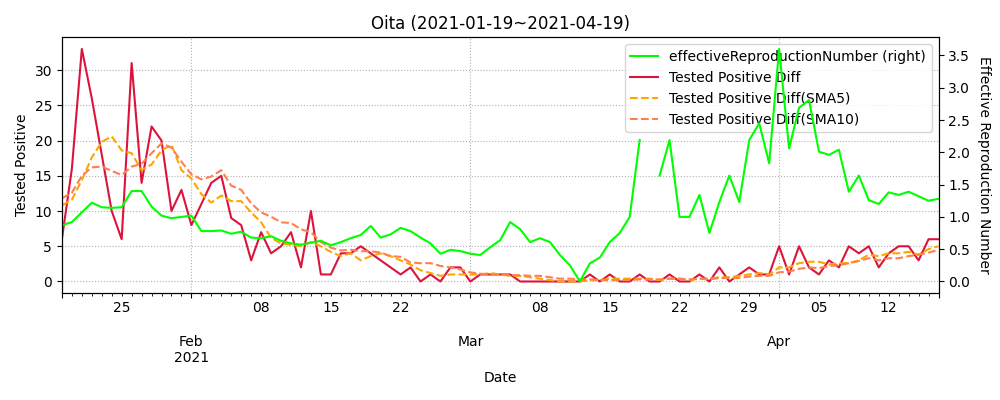 Oita (2021-01-19~2021-04-19)
effectiveReproductionNumber (right)
Tested Positive Diff
Tested Positive Diff(SMA5)
Tested Positive Diff(SMA10)
Tested Positive
30
25
20
15
10
5
0
3.5
3.0
2.5
2.0
1.5
1.0
0.5
0.0
Effective Reproduction Number
25 08 15 22 08 15 22 29 05 12
Feb Mar Apr
2021
Date